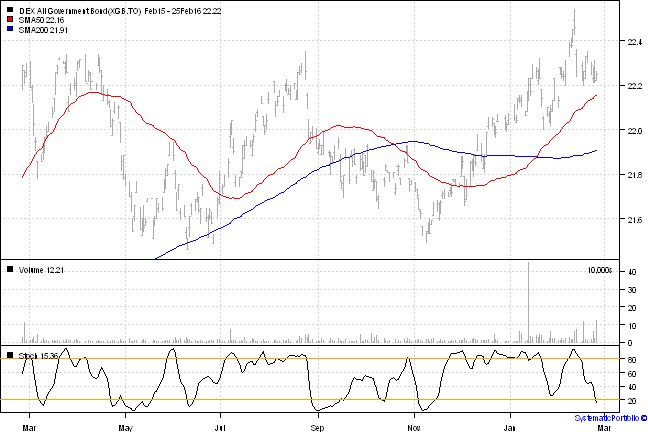 DEX All Government Bond(XGB.TO) Feb15 - 25Feb16 22.22
SMA50 22.16
SMA200 21.91
22.4
22.2
22.0
21.8
21.6
Volume 12.21
10,000s
40
30
20
10
0
Stoch 15.36
80
60
40
20
Mar May Jul Sep Nov Jan Mar
SystematicPortfolio ©